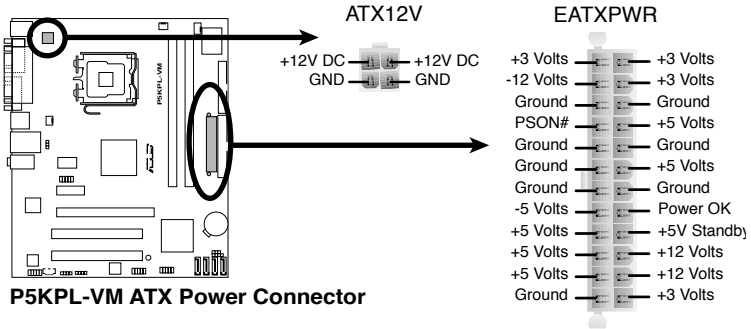 ATX12V
+12V DC +12V DC
GND GND
EATXPWR
+3 Volts +3 Volts
-12 Volts +3 Volts
Ground Ground
PSON# +5 Volts
Ground Ground
Ground +5 Volts
Ground Ground
-5 Volts Power OK
+5 Volts +5V Standby
+5 Volts +12 Volts
+5 Volts +12 Volts
Ground +3 Volts
P5KPL-VM
ASUS
P5KPL-VM ATX Power Connector